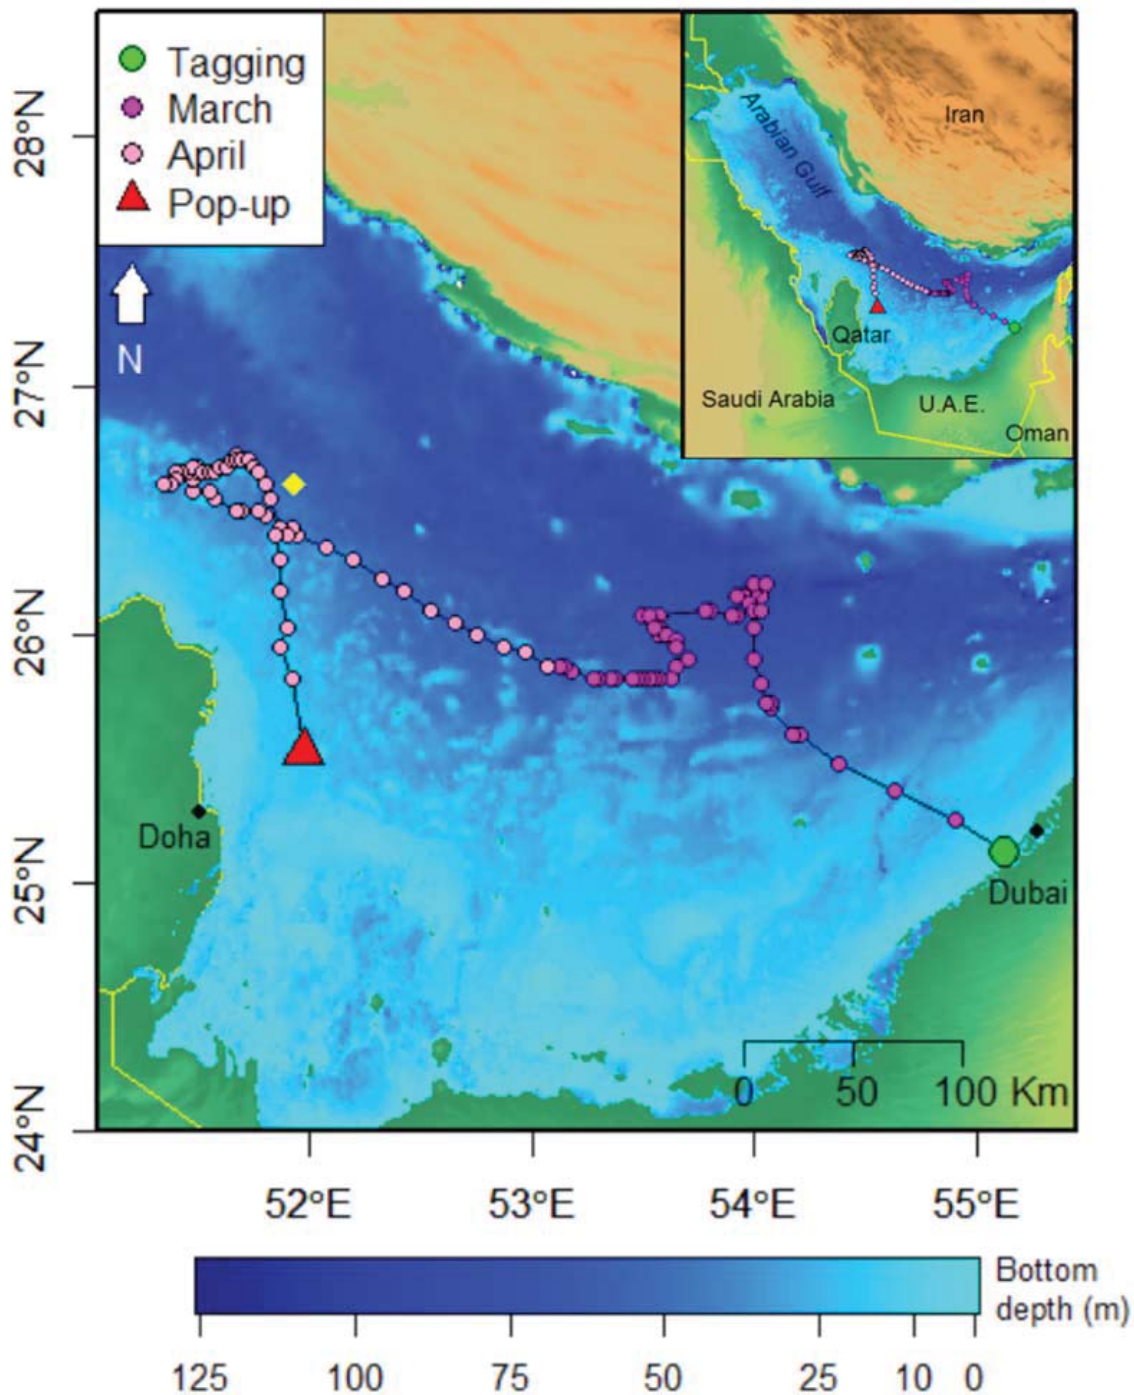 Tagging
March
April
Pop-up
N
Arabian Gulf
Iran
Qatar
Saudi Arabia
U.A.E.
Oman
28°N
27°N
26°N
25°N
24°N
Doha
Dubai
0 50 100 Km
52°E 53°E 54°E 55°E
Bottom
depth (m)
125 100 75 50 25 10 0